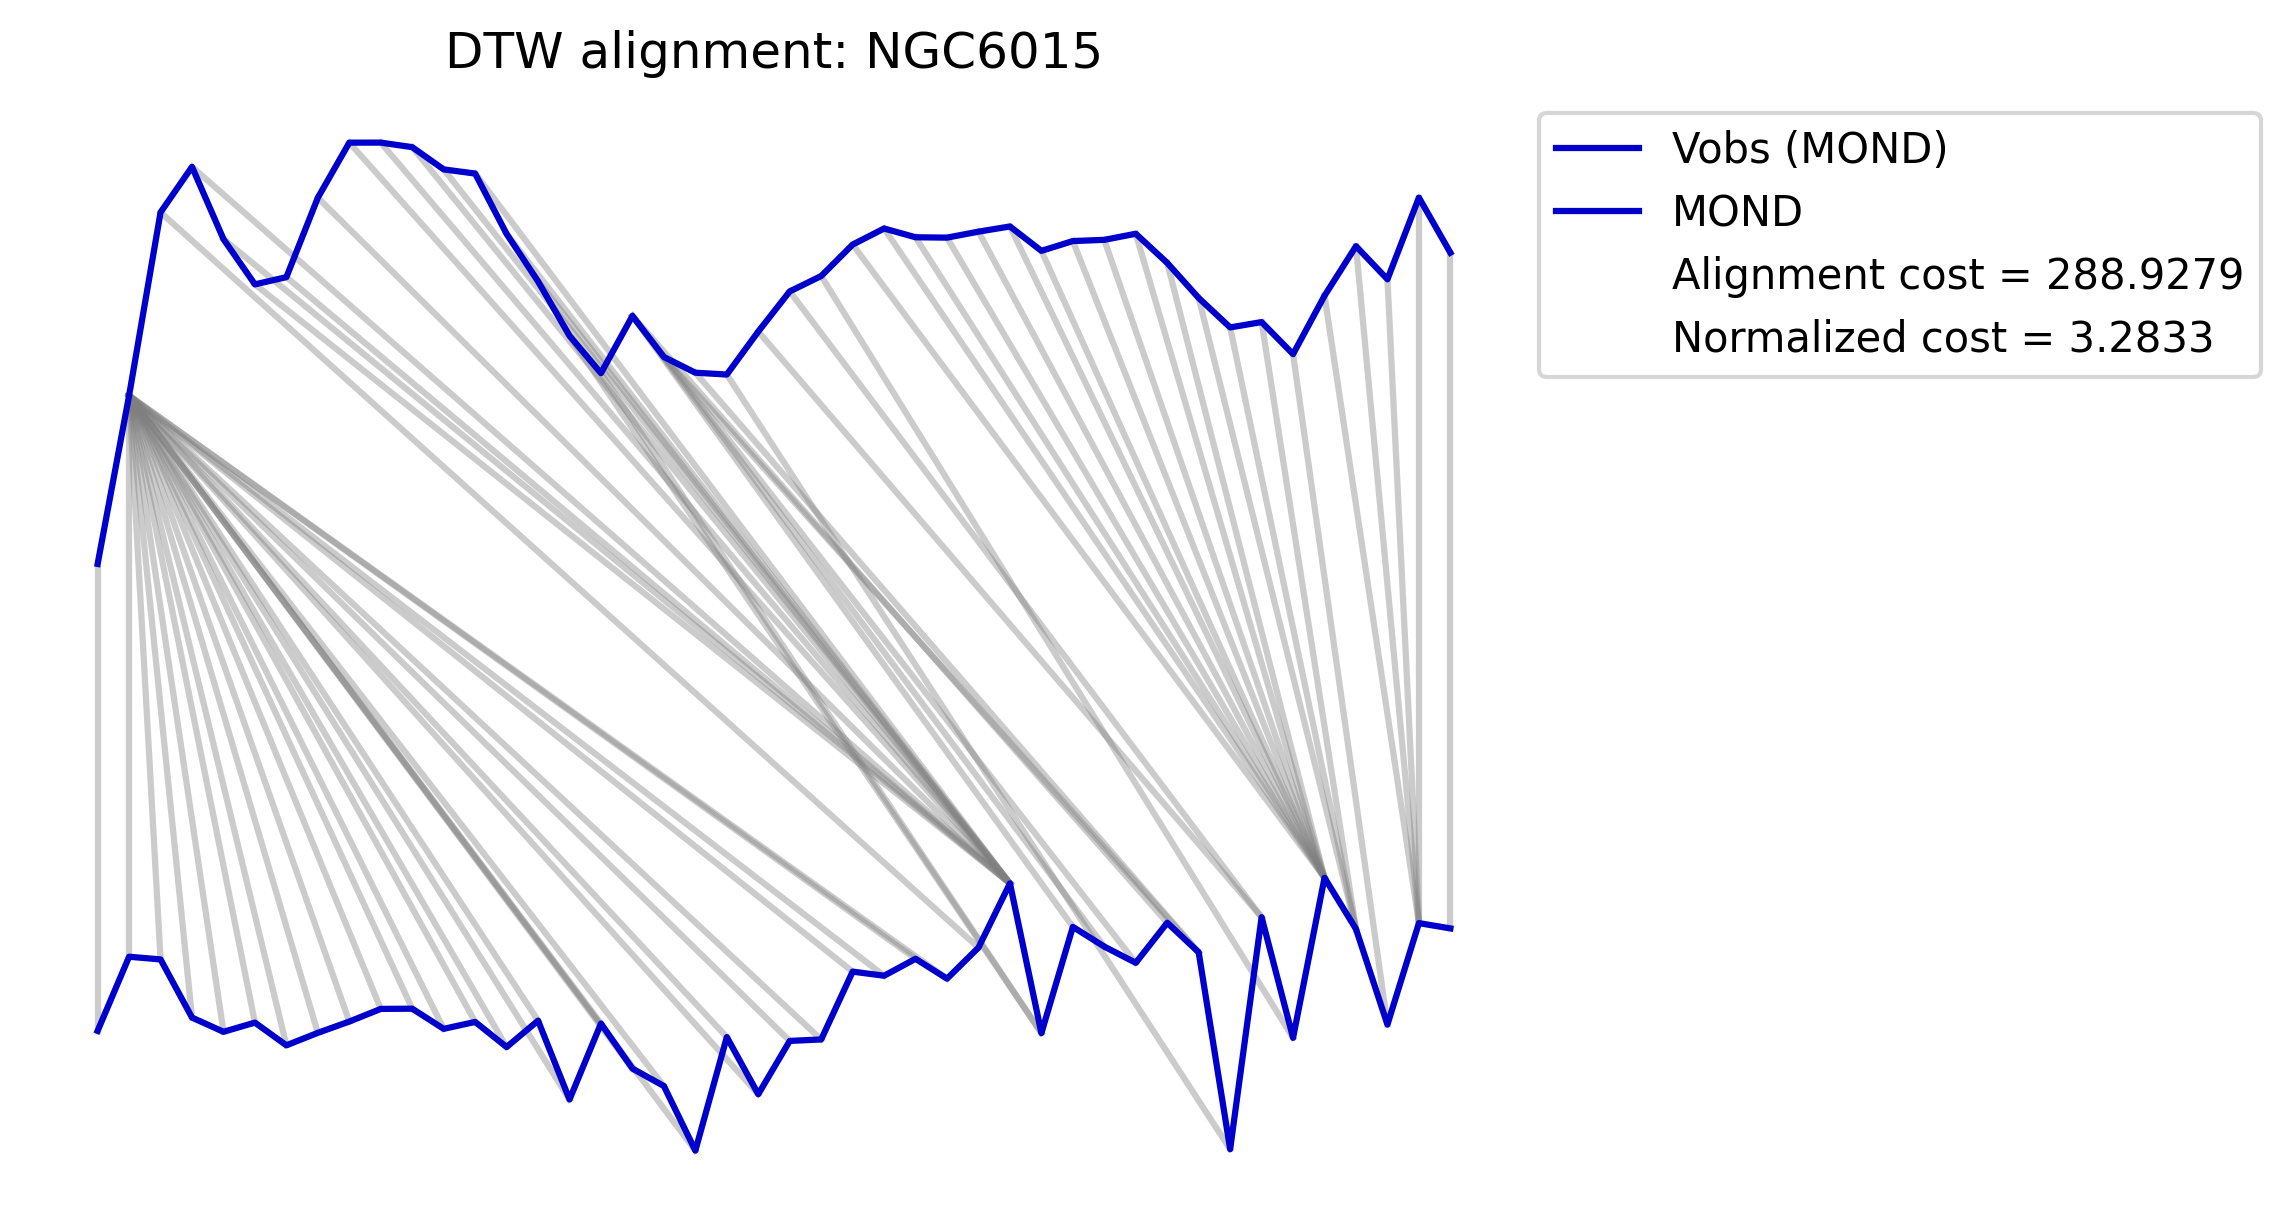 DTW alignment: NGC6015
Vobs (MOND)
MOND
Alignment cost = 288.9279
Normalized cost = 3.2833